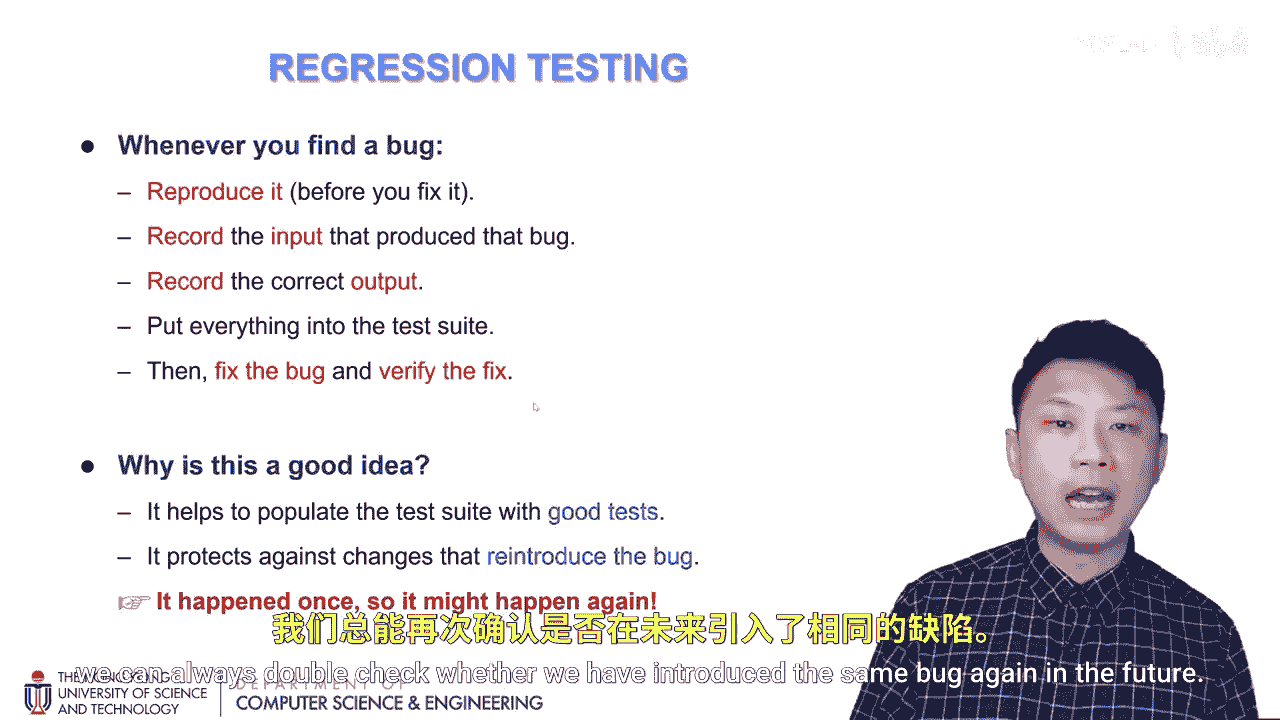 REGRESSION TESTING
● Whenever you find a bug:
– Reproduce it (before you fix it).
– Record the input that produced that bug.
– Record the correct output.
– Put everything into the test suite.
– Then, fix the bug and verify the fix.
● Why is this a good idea?
– It helps to populate the test suite with good tests.
– It protects against changes that reintroduce the bug.
☞ It happened once, so it might happen again!
我们总能再次确认是否在未来引入了相同的缺陷。
we can always double check whether we have introduced the same bug again in the future.
UNIVERSITY OF SCIENCE
AND TECHNOLOGY
DEPARTMENT OF
COMPUTER SCIENCE & ENGINEERING